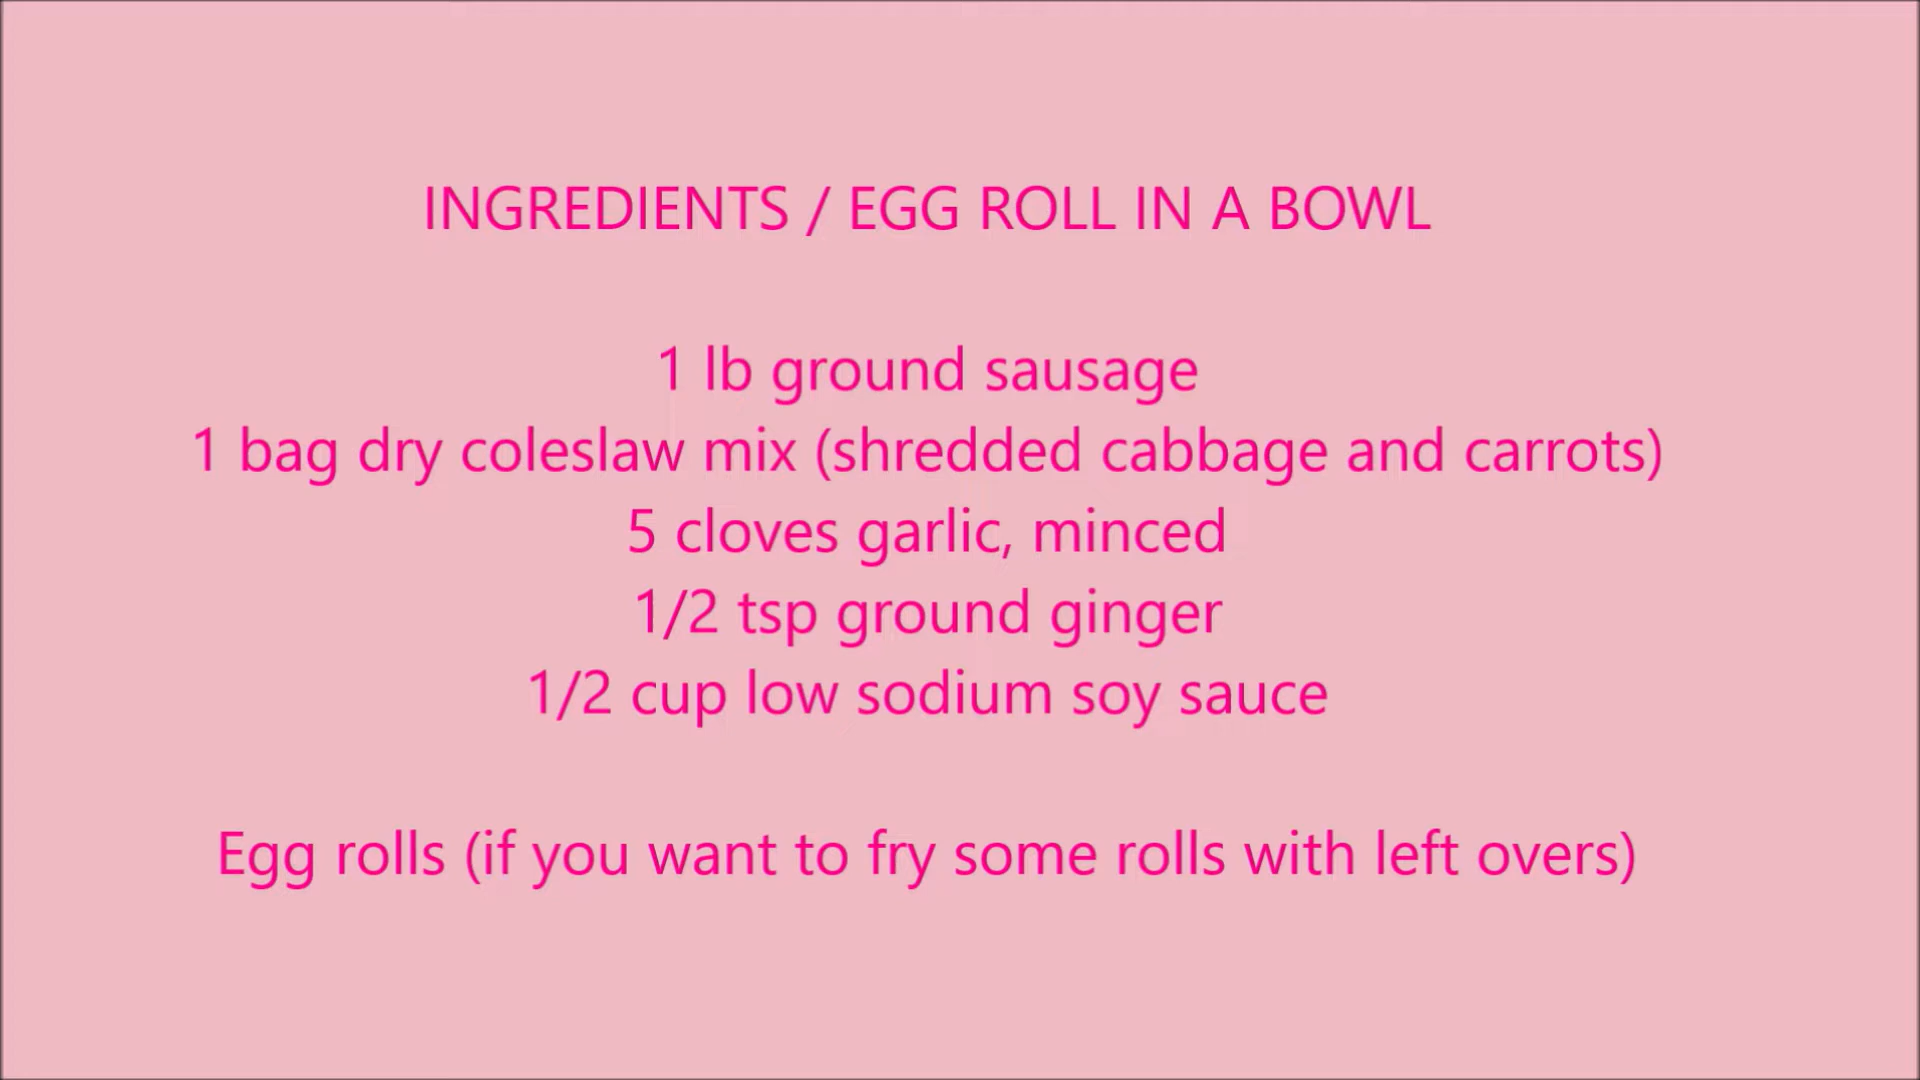 INGREDIENTS / EGG ROLL IN A BOWL
1 lb ground sausage
1 bag dry coleslaw mix (shredded cabbage and carrots)
5 cloves garlic, minced
1/2 tsp ground ginger
1/2 cup low sodium soy sauce
Egg rolls (if you want to fry some rolls with left overs)